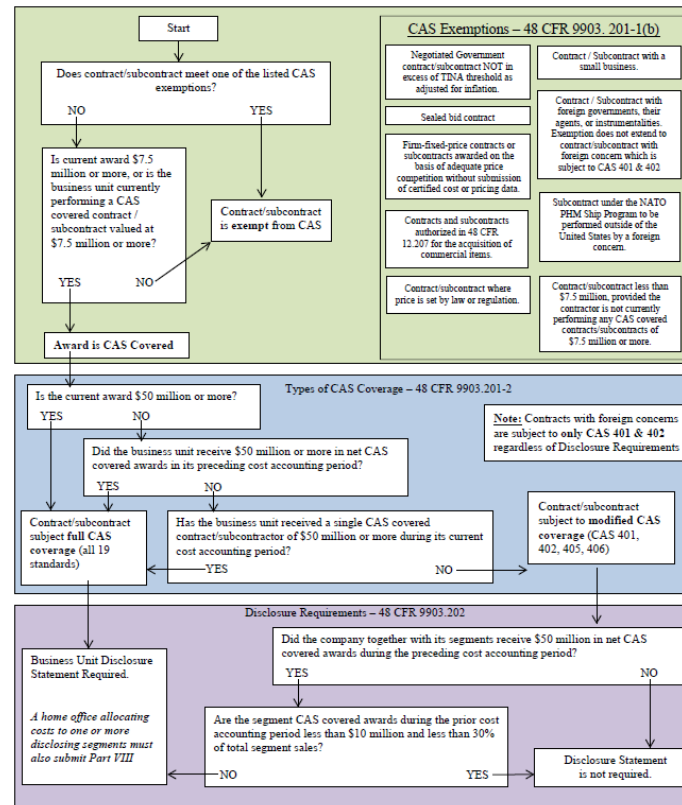 Start
Does contract/subcontract meet one of the listed CAS
exemptions?
NO
YES
Is current award $7.5
million or more, or is the
business unit currently
performing a CAS
covered contract /
subcontract valued at
$7.5 million or more?
YES
NO
Contract/subcontract
is exempt from CAS
Award is CAS Covered
CAS Exemptions – 48 CFR 9903. 201-1(b)
Negotiated Government
contract/subcontract NOT in
excess of TINA threshold as
adjusted for inflation.
Sealed bid contract
Firm-fixed-price contracts or
subcontracts awarded on the
basis of adequate price
competition without submission
of certified cost or pricing data.
Contracts and subcontracts
authorized in 48 CFR
12.207 for the acquisition of
commercial items.
Contract/subcontract where
price is set by law or regulation.
Contract / Subcontract with a
small business.
Contract / Subcontract with
foreign governments, their
agents, or instrumentalities.
Exemption does not extend to
contract/subcontract with
foreign concern which is
subject to CAS 401 & 402
Subcontract under the NATO
PHM Ship Program to be
performed outside of the
United States by a foreign
concern.
Contract/subcontract less than
$7.5 million, provided the
contractor is not currently
performing any CAS covered
contracts/subcontracts of
$7.5 million or more.
Types of CAS Coverage – 48 CFR 9903.201-2
Is the current award $50 million or more?
YES
NO
Note: Contracts with foreign concerns
are subject to only CAS 401 & 402
regardless of Disclosure Requirements
Did the business unit receive $50 million or more in net CAS
covered awards in its preceding cost accounting period?
YES
NO
Contract/subcontract
subject full CAS
coverage (all 19
standards)
Has the business unit received a single CAS covered
contract/subcontractor of $50 million or more during its current
cost accounting period?
YES
NO
Contract/subcontract
subject to modified CAS
coverage (CAS 401,
402, 405, 406)
Disclosure Requirements – 48 CFR 9903.202
Did the company together with its segments receive $50 million in net CAS
covered awards during the preceding cost accounting period?
YES
NO
Business Unit Disclosure
Statement Required.
A home office allocating
costs to one or more
disclosing segments must
also submit Part VIII
Are the segment CAS covered awards during the prior cost
accounting period less than $10 million and less than 30%
of total segment sales?
NO
YES
Disclosure Statement
is not required.